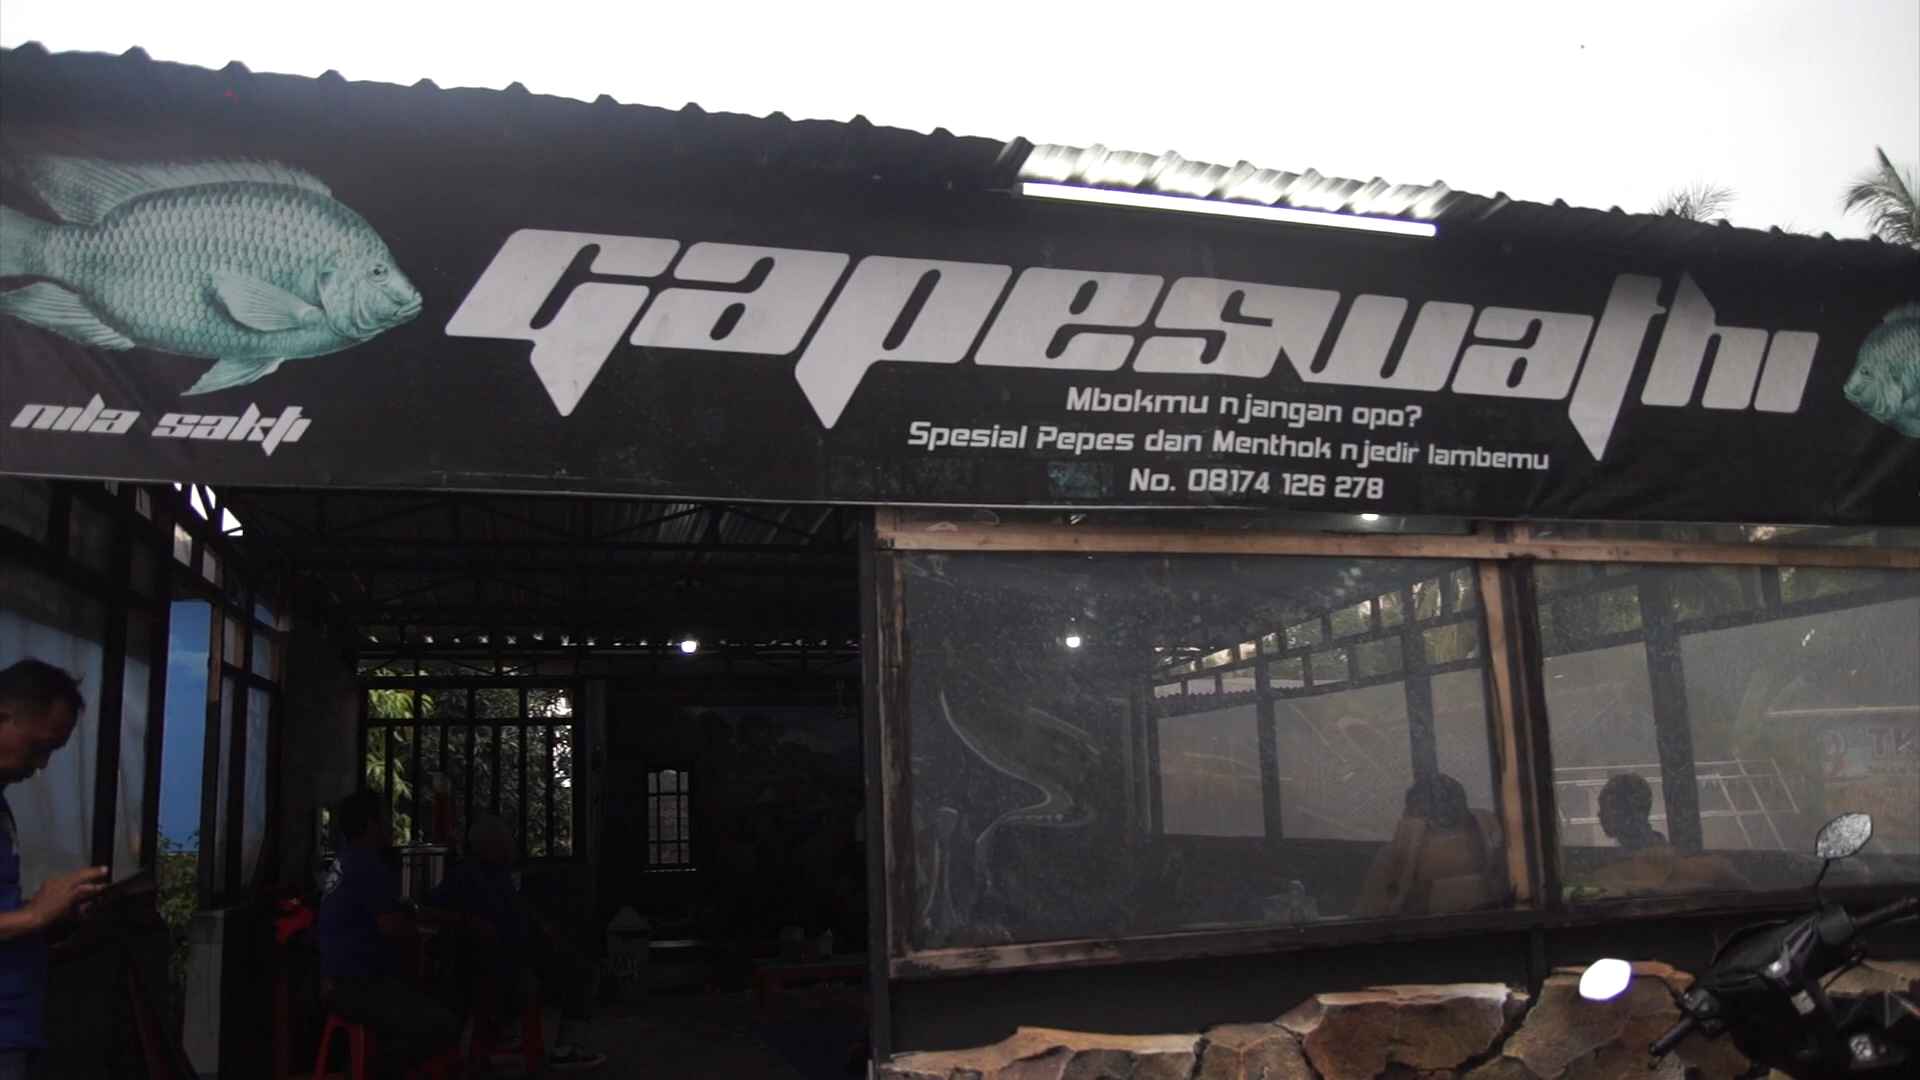 Gapeswathi
nila sakti
Mbokmu njangan opo?
Spesial Pepes dan Menthok njedir lambemu
No. 08174 126 278